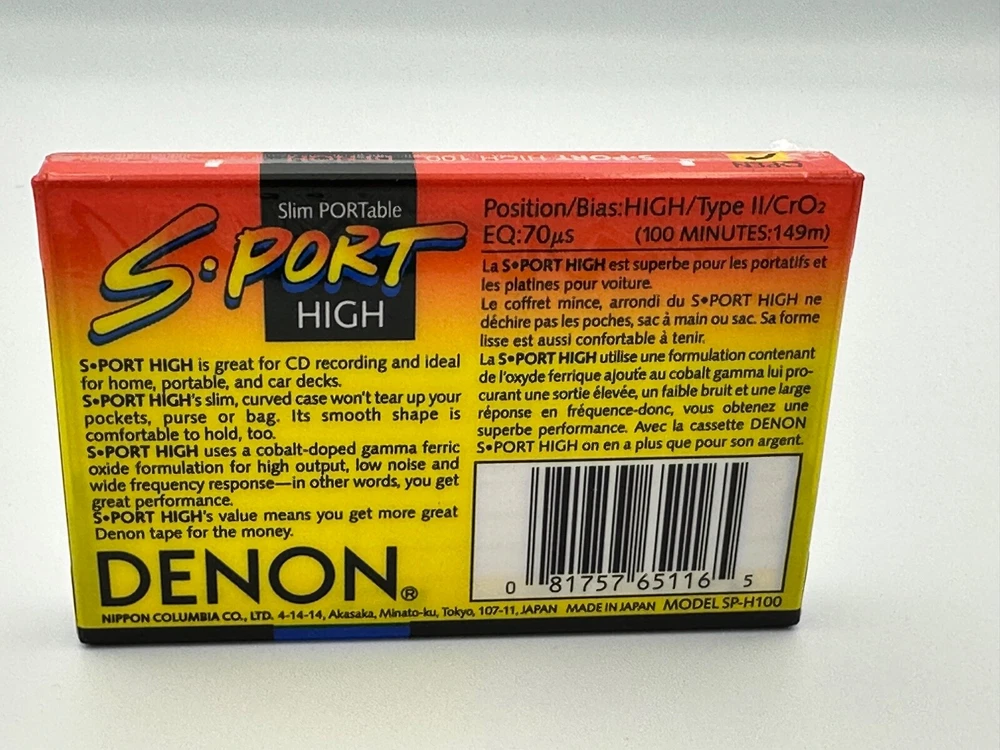 S•PORT HIGH 100
OPEN
Slim PORTable
S•PORT
HIGH
S•PORT HIGH is great for CD recording and ideal
for home, portable, and car decks.
S•PORT HIGH's slim, curved case won't tear up your
pockets, purse or bag. Its smooth shape is
comfortable to hold, too.
S•PORT HIGH uses a cobalt-doped gamma ferric
oxide formulation for high output, low noise and
wide frequency response—in other words, you get
great performance.
S•PORT HIGH's value means you get more great
Denon tape for the money.
DENON®
NIPPON COLUMBIA CO., LTD. 4-14-14, Akasaka, Minato-ku, Tokyo, 107-11, JAPAN MADE IN JAPAN MODEL SP-H100
Position/Bias:HIGH/Type II/CrO₂
EQ:70μs (100 MINUTES:149m)
La S•PORT HIGH est superbe pour les portatifs et
les platines pour voiture.
Le coffret mince, arrondi du S•PORT HIGH ne
déchire pas les poches, sac à main ou sac. Sa forme
lisse est aussi confortable à tenir.
La S•PORT HIGH utilise une formulation contenant
de l'oxyde ferrique ajouté au cobalt gamma lui pro-
curant une sortie élevée, un faible bruit et une large
réponse en fréquence-donc, vous obtenez une
superbe performance. Avec la cassette DENON
S•PORT HIGH on en a plus que pour son argent.
0 81757 65116 5